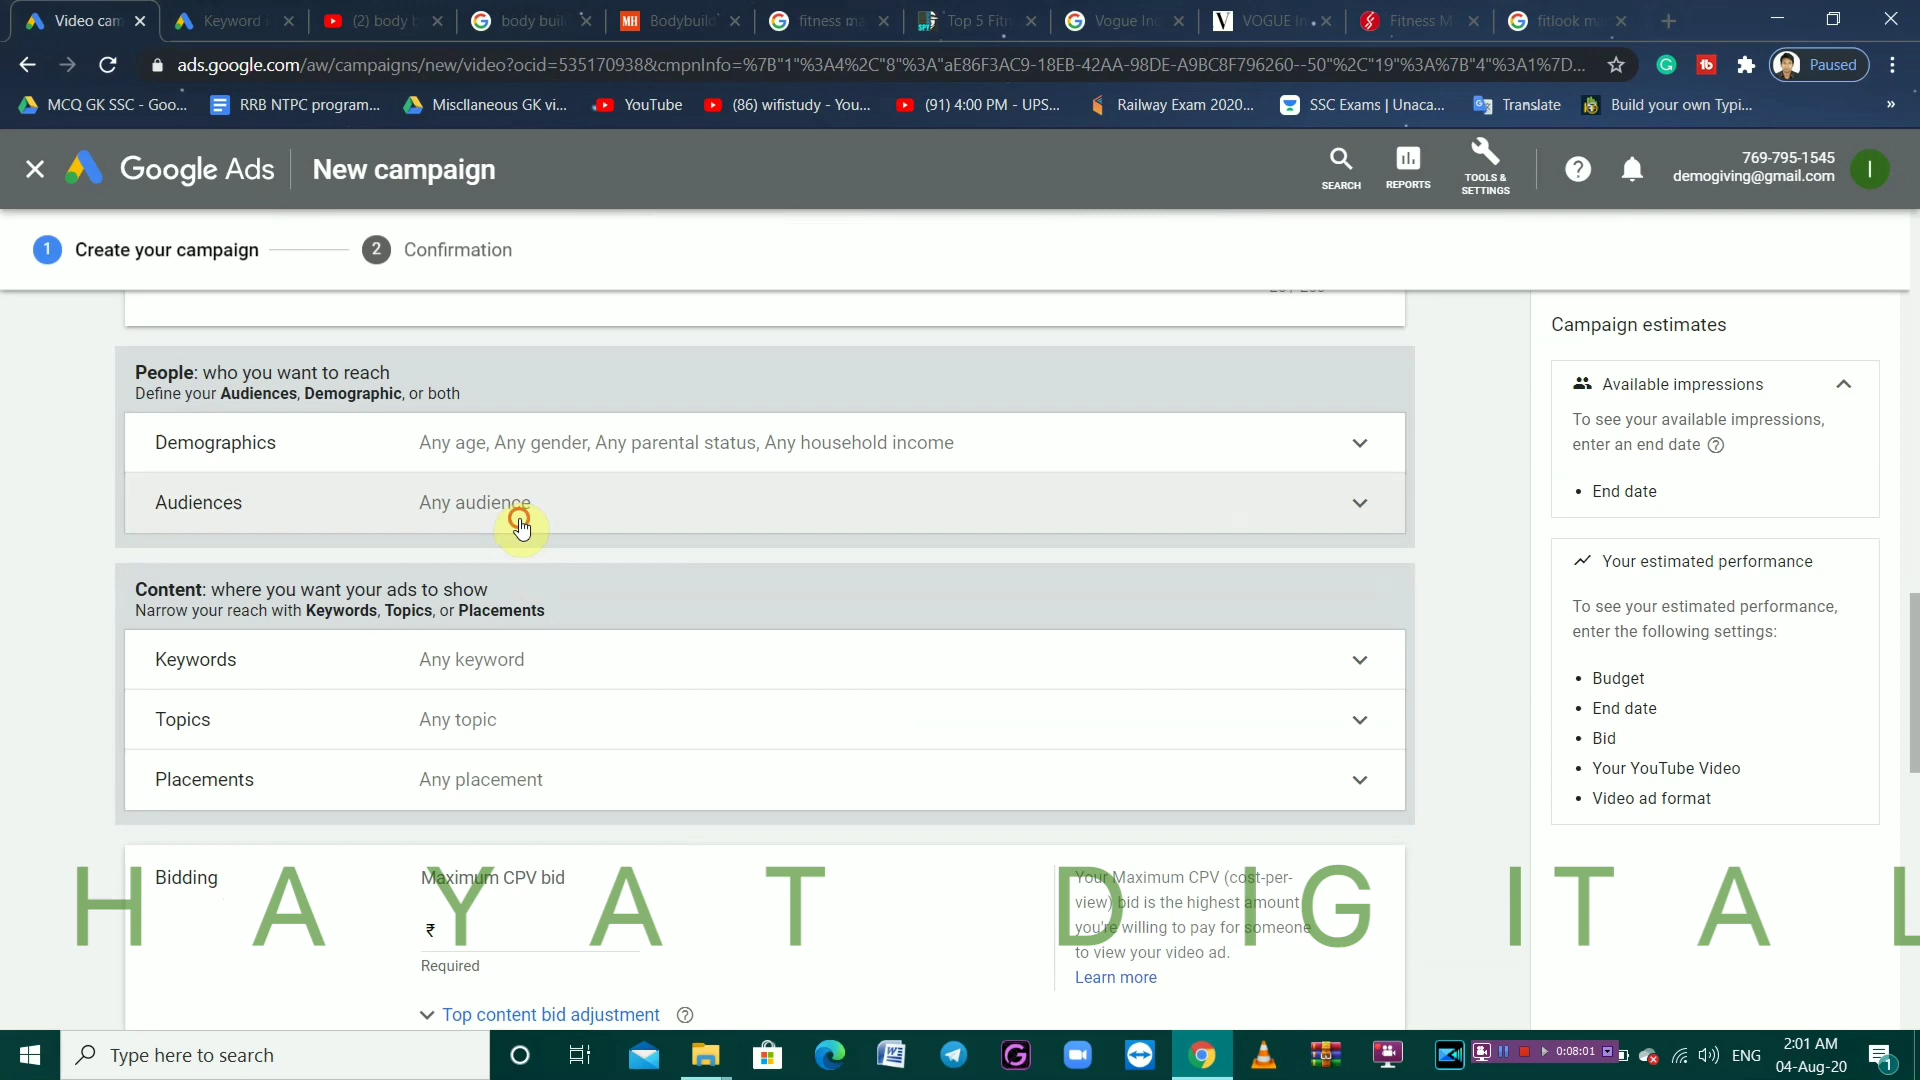 Video cam
Keyword
(2) body b
body buil
Bodybuild
fitness ma
Top 5 Fitn
Vogue Ind
VOGUE In
Fitness M
fitlook ma
ads.google.com/aw/campaigns/new/video?ocid=535170938&cmpnInfo=%7B"1"%3A4%2C"8"%3A"aE86F3AC9-18EB-42AA-98DE-A9BC8F796260--50"%2C"19"%3A%7B"4"%3A1%7D...
Paused
MCQ GK SSC - Goo...
RRB NTPC program...
Miscllaneous GK vi...
YouTube
(86) wifistudy - You...
(91) 4:00 PM - UPS...
Railway Exam 2020...
SSC Exams | Unaca...
Translate
Build your own Typi...
»
Google Ads
New campaign
SEARCH
REPORTS
TOOLS &
SETTINGS
769-795-1545
demogiving@gmail.com
I
1 Create your campaign
2 Confirmation
People: who you want to reach
Define your Audiences, Demographic, or both
Demographics Any age, Any gender, Any parental status, Any household income
Audiences Any audience
Content: where you want your ads to show
Narrow your reach with Keywords, Topics, or Placements
Keywords Any keyword
Topics Any topic
Placements Any placement
Bidding
Maximum CPV bid
₹
Required
Top content bid adjustment
Your Maximum CPV (cost-per-
view) bid is the highest amount
you're willing to pay for someone
to view your video ad.
Learn more
Campaign estimates
Available impressions
To see your available impressions,
enter an end date
• End date
Your estimated performance
To see your estimated performance,
enter the following settings:
• Budget
• End date
• Bid
• Your YouTube Video
• Video ad format
HAYAT DIGITAL
Type here to search
0:08:01
ENG
2:01 AM
04-Aug-20
1